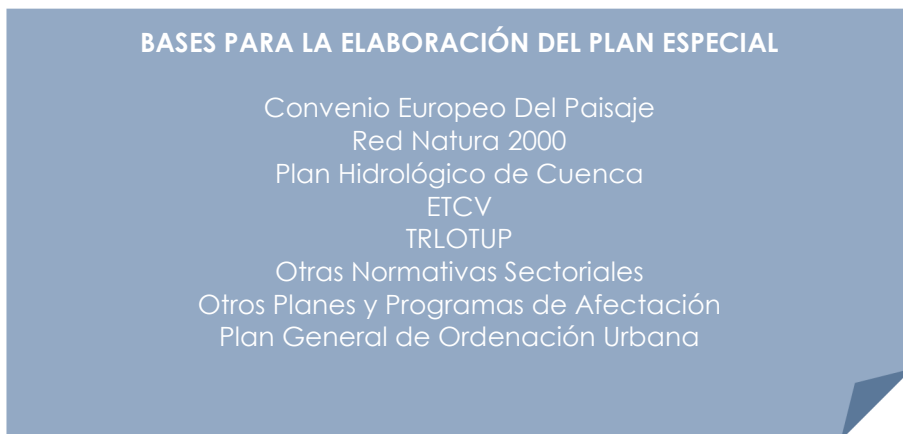 BASES PARA LA ELABORACIÓN DEL PLAN ESPECIAL
Convenio Europeo Del Paisaje
Red Natura 2000
Plan Hidrológico de Cuenca
ETCV
TRLOTUP
Otras Normativas Sectoriales
Otros Planes y Programas de Afectación
Plan General de Ordenación Urbana